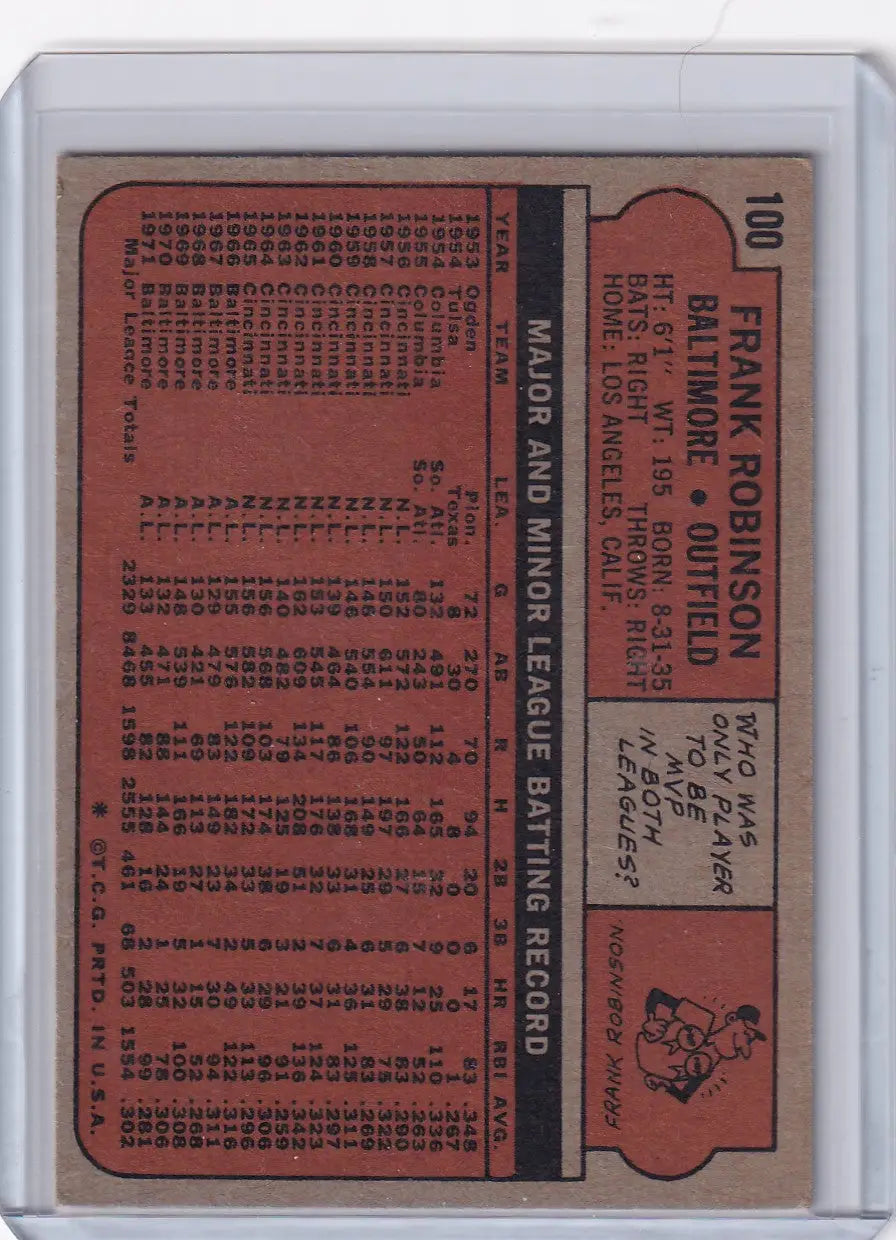 100
FRANK ROBINSON
BALTIMORE • OUTFIELD
HT: 6'1" WT: 195 BORN: 8-31-35
BATS: RIGHT THROWS: RIGHT
HOME: LOS ANGELES, CALIF.
WHO WAS
ONLY PLAYER
TO BE
MVP
IN BOTH
LEAGUES?
FRANK ROBINSON
MAJOR AND MINOR LEAGUE BATTING RECORD
YEAR TEAM LEA. G AB R H 2B 3B HR RBI AVG.
1953 Ogden Pion. 72 270 70 94 20 6 17 83 .348
1954 Tulsa Texas 8 30 4 8 0 0 0 1 .267
1954 Columbia So. Atl. 132 491 112 165 32 9 25 110 .336
1955 Columbia So. Atl. 80 243 50 64 15 7 12 52 .263
1956 Cincinnati N.L. 152 572 122 166 27 6 38 83 .290
1957 Cincinnati N.L. 150 611 97 197 29 5 29 75 .322
1958 Cincinnati N.L. 148 554 90 149 25 6 31 83 .269
1959 Cincinnati N.L. 146 540 106 168 31 4 36 125 .311
1960 Cincinnati N.L. 139 464 86 138 33 6 31 83 .297
1961 Cincinnati N.L. 153 545 117 176 32 7 37 124 .323
1962 Cincinnati N.L. 162 609 134 208 51 2 39 136 .342
1963 Cincinnati N.L. 140 482 79 125 19 3 21 91 .259
1964 Cincinnati N.L. 156 568 103 174 38 6 29 96 .306
1965 Cincinnati N.L. 156 582 109 172 33 5 33 113 .296
1966 Baltimore A.L. 155 576 122 182 34 2 49 122 .316
1967 Baltimore A.L. 129 479 83 149 23 7 30 94 .311
1968 Baltimore A.L. 130 421 69 113 27 1 15 52 .268
1969 Baltimore A.L. 148 539 111 166 19 5 32 100 .308
1970 Baltimore A.L. 132 471 88 144 24 1 25 78 .306
1971 Baltimore A.L. 133 455 82 128 16 2 28 99 .281
Major League Totals 2329 8468 1598 2555 461 68 503 1554 .302
* ©T.C.G. PRTD. IN U.S.A.